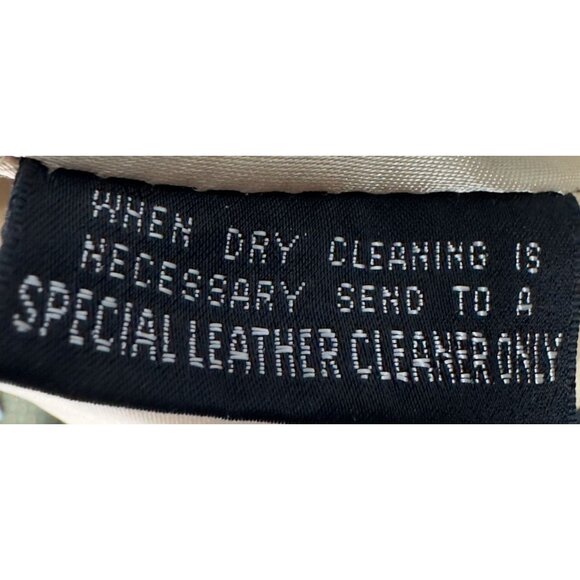 WHEN DRY CLEANING IS
NECESSARY SEND TO A
SPECIAL LEATHER CLEANER ONLY